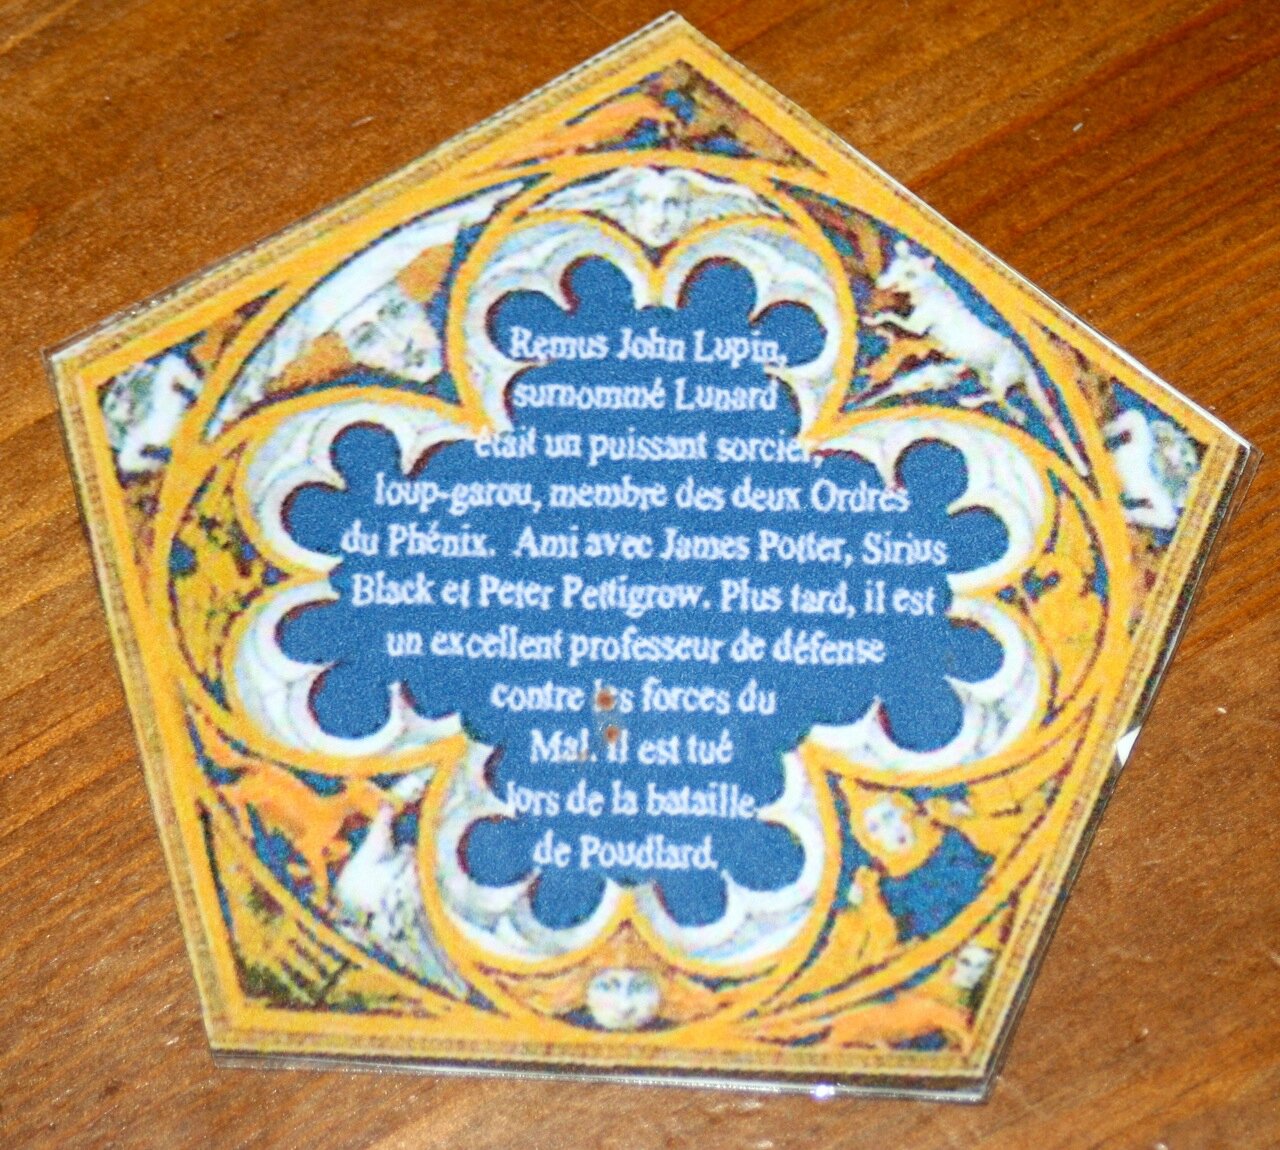 Remus John Lupin,
surnommé Lunard
était un puissant sorcier,
loup-garou, membre des deux Ordres
du Phénix. Ami avec James Potter, Sirius
Black et Peter Pettigrow. Plus tard, il est
un excellent professeur de défense
contre les forces du
Mal. Il est tué
lors de la bataille
de Poudlard.